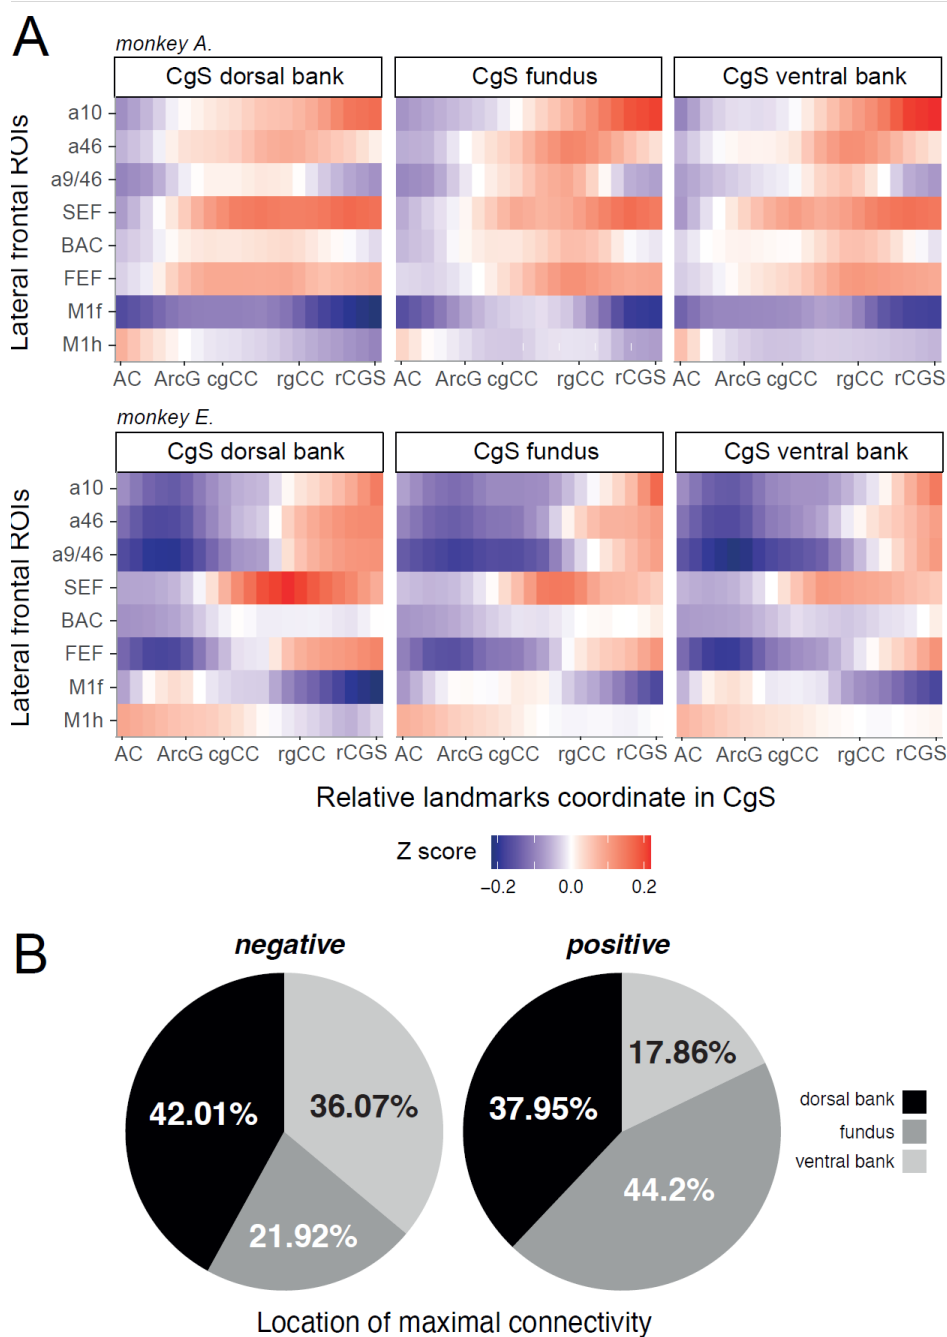 A
monkey A.
CgS dorsal bank CgS fundus CgS ventral bank
Lateral frontal ROIs
a10
a46
a9/46
SEF
BAC
FEF
M1f
M1h
AC ArcG cgCC rgCC rCGS AC ArcG cgCC rgCC rCGS AC ArcG cgCC rgCC rCGS
monkey E.
CgS dorsal bank CgS fundus CgS ventral bank
Lateral frontal ROIs
a10
a46
a9/46
SEF
BAC
FEF
M1f
M1h
AC ArcG cgCC rgCC rCGS AC ArcG cgCC rgCC rCGS AC ArcG cgCC rgCC rCGS
Relative landmarks coordinate in CgS
Z score
−0.2 0.0 0.2
B
negative positive
42.01% 36.07% 21.92%
37.95% 17.86% 44.2%
dorsal bank
fundus
ventral bank
Location of maximal connectivity